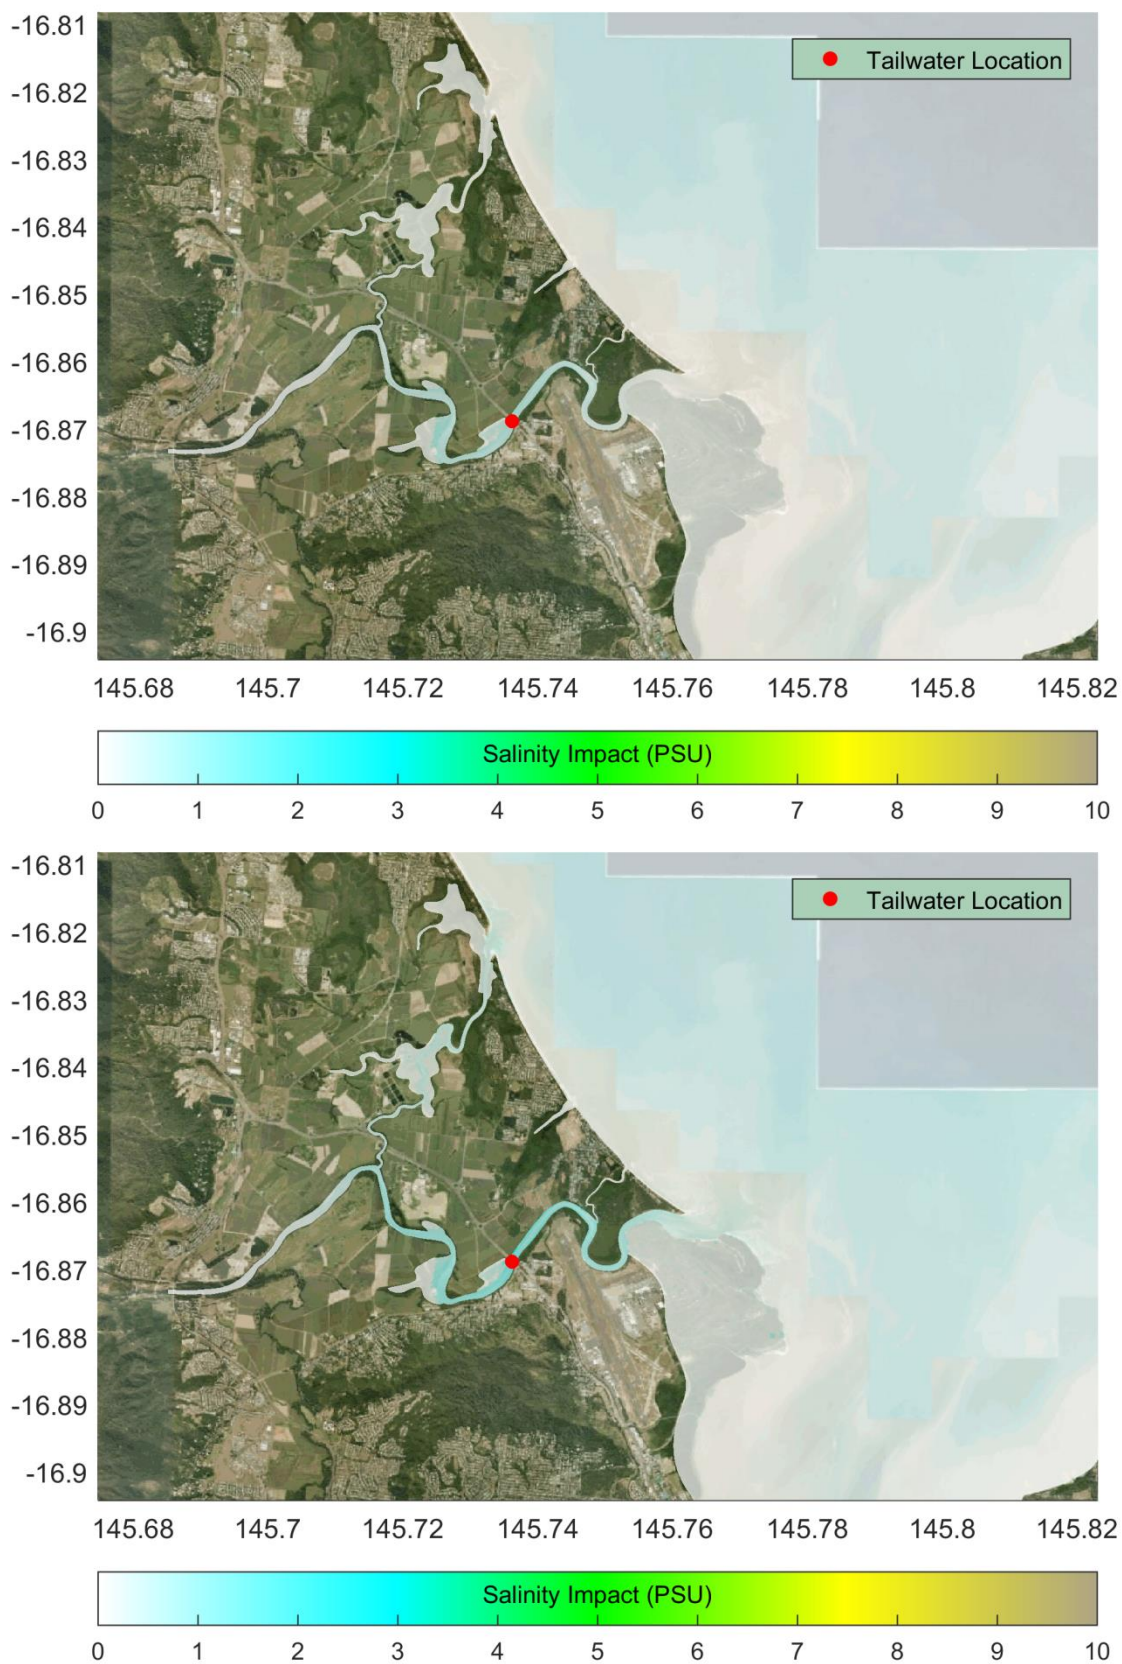 -16.81
Tailwater Location
-16.82
-16.83
-16.84
-16.85
-16.86
-16.87
-16.88
-16.89
-16.9
145.68 145.7 145.72 145.74 145.76 145.78 145.8 145.82
Salinity Impact (PSU)
0 1 2 3 4 5 6 7 8 9 10
-16.81
Tailwater Location
-16.82
-16.83
-16.84
-16.85
-16.86
-16.87
-16.88
-16.89
-16.9
145.68 145.7 145.72 145.74 145.76 145.78 145.8 145.82
Salinity Impact (PSU)
0 1 2 3 4 5 6 7 8 9 10